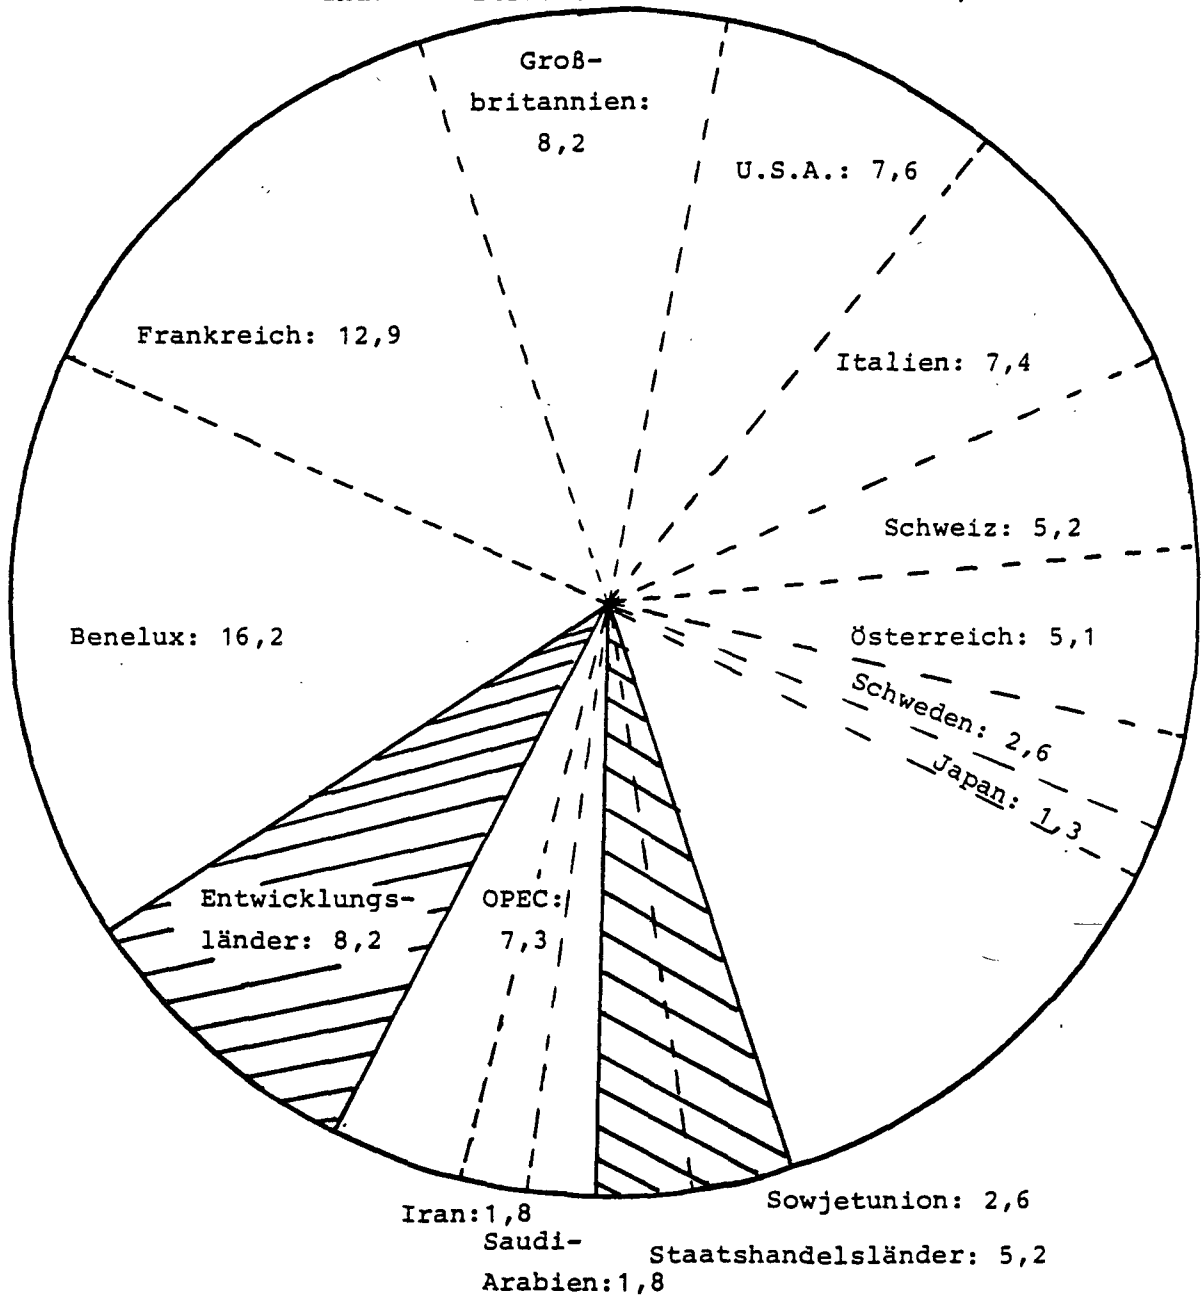 Groß-
britannien:
8,2
U.S.A.: 7,6
Frankreich: 12,9
Italien: 7,4
Schweiz: 5,2
Benelux: 16,2
Österreich: 5,1
Schweden: 2,6
Japan: 1,3
Entwicklungs-
länder: 8,2
OPEC:
7,3
Iran:1,8
Saudi-
Arabien:1,8
Sowjetunion: 2,6
Staatshandelsländer: 5,2